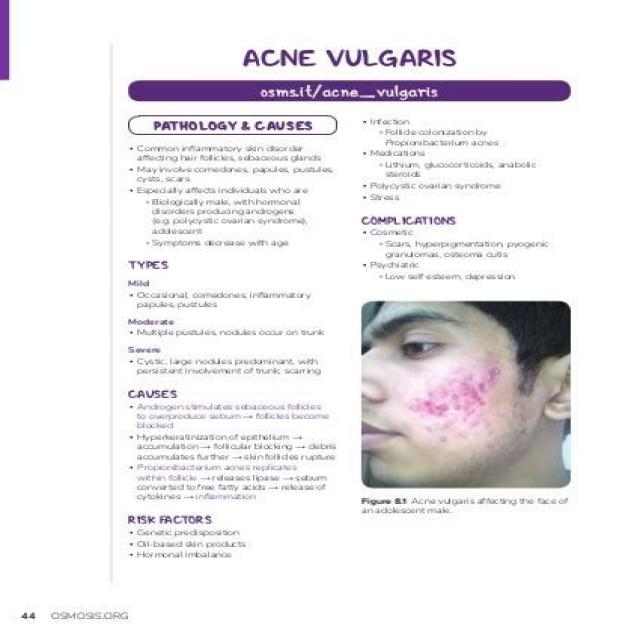 ACNE VULGARIS
osms.it/acne_vulgaris
PATHOLOGY & CAUSES
• Common inflammatory skin disorder
affecting hair follicles, sebaceous glands
• May involve comedones, papules, pustules,
cysts, scars
• Especially affects individuals who are
▫ Biologically male, with hormonal
disorders producing androgens
(e.g. polycystic ovarian syndrome),
adolescent
▫ Symptoms decrease with age
TYPES
Mild
• Occasional, comedones, inflammatory
papules, pustules
Moderate
• Multiple pustules, nodules occur on trunk
Severe
• Cystic, large nodules predominant, with
persistent involvement of trunk; scarring
CAUSES
• Androgen stimulates sebaceous follicles
to overproduce sebum → follicles become
blocked
• Hyperkeratinization of epithelium →
accumulation → follicular blocking → debris
accumulates further → skin follicles rupture
• Propionibacterium acnes replicates
within follicle → releases lipase → sebum
converted to free fatty acids → release of
cytokines → inflammation
RISK FACTORS
• Genetic predisposition
• Oil-based skin products
• Hormonal imbalance
• Infection
▫ Follicle colonization by
Propionibacterium acnes
• Medications
▫ Lithium, glucocorticoids, anabolic
steroids
• Polycystic ovarian syndrome
• Stress
COMPLICATIONS
• Cosmetic
▫ Scars, hyperpigmentation, pyogenic
granulomas, osteoma cutis
• Psychiatric
▫ Low self esteem, depression
Figure 8.1 Acne vulgaris affecting the face of
an adolescent male.
44 OSMOSIS.ORG